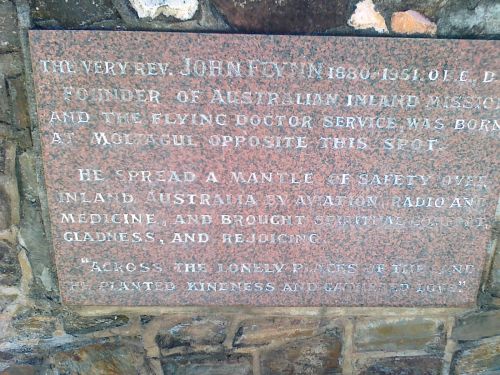 THE VERY REV. JOHN FLYNN 1880-1951. O.B.E. D.
FOUNDER OF AUSTRALIAN INLAND MISSIO
AND THE FLYING DOCTOR SERVICE, WAS BORN
AT MOLIAGUL OPPOSITE THIS SPOT.
HE SPREAD A MANTLE OF SAFETY OVER
INLAND AUSTRALIA BY AVIATION, RADIO AND
MEDICINE, AND BROUGHT SPIRITUAL COMFORT,
GLADNESS, AND REJOICING.
"ACROSS THE LONELY PLACES OF THE LAND
HE PLANTED KINDNESS AND GATHERED LOVE"